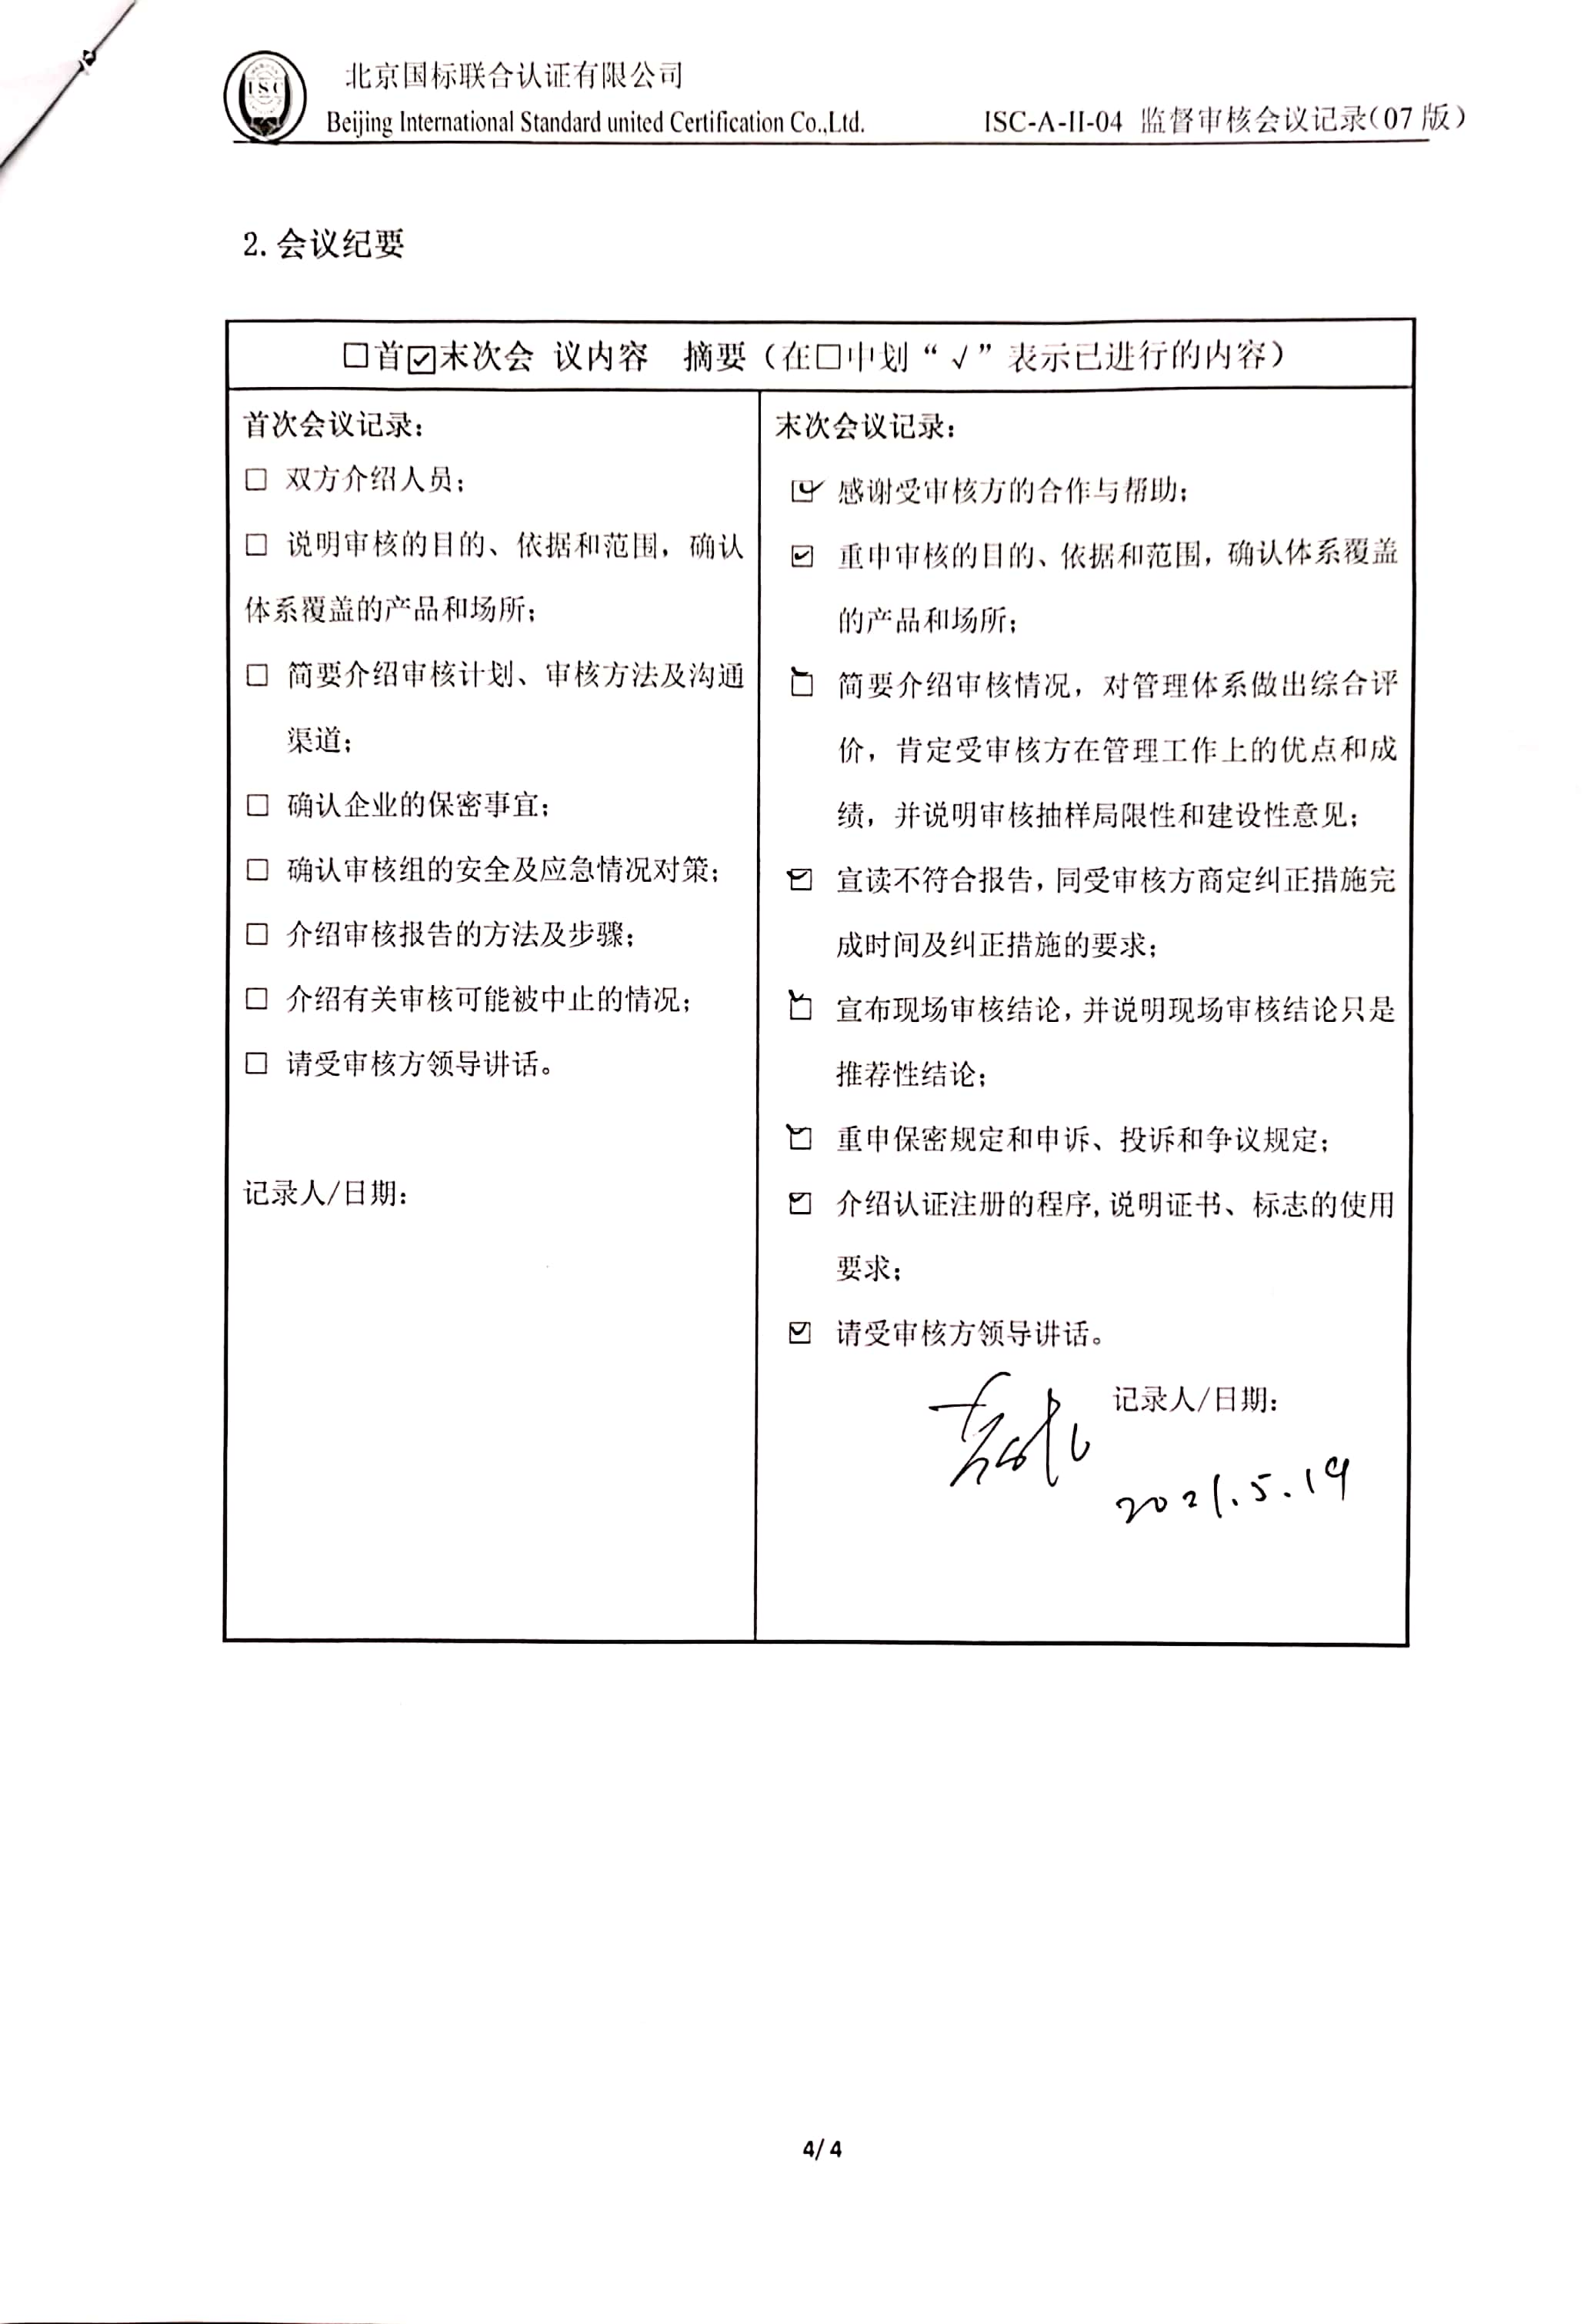 ISC
北京国标联合认证有限公司
Beijing International Standard united Certification Co.,Ltd.
ISC-A-II-04 监督审核会议记录(07 版)
2.会议纪要
□首☑末次会 议内容 摘要（在□中划“√”表示已进行的内容）
首次会议记录:
□ 双方介绍人员;
□ 说明审核的目的、依据和范围，确认
体系覆盖的产品和场所;
□ 简要介绍审核计划、审核方法及沟通
渠道;
□ 确认企业的保密事宜;
□ 确认审核组的安全及应急情况对策;
□ 介绍审核报告的方法及步骤;
□ 介绍有关审核可能被中止的情况;
□ 请受审核方领导讲话。
记录人/日期:
末次会议记录:
☑ 感谢受审核方的合作与帮助;
☑ 重申审核的目的、依据和范围，确认体系覆盖
的产品和场所;
☑ 简要介绍审核情况，对管理体系做出综合评
价，肯定受审核方在管理工作上的优点和成
绩，并说明审核抽样局限性和建设性意见;
☑ 宣读不符合报告，同受审核方商定纠正措施完
成时间及纠正措施的要求;
☑ 宣布现场审核结论，并说明现场审核结论只是
推荐性结论;
☑ 重申保密规定和申诉、投诉和争议规定;
☑ 介绍认证注册的程序,说明证书、标志的使用
要求;
☑ 请受审核方领导讲话。
记录人/日期:
2021.5.19
4/4